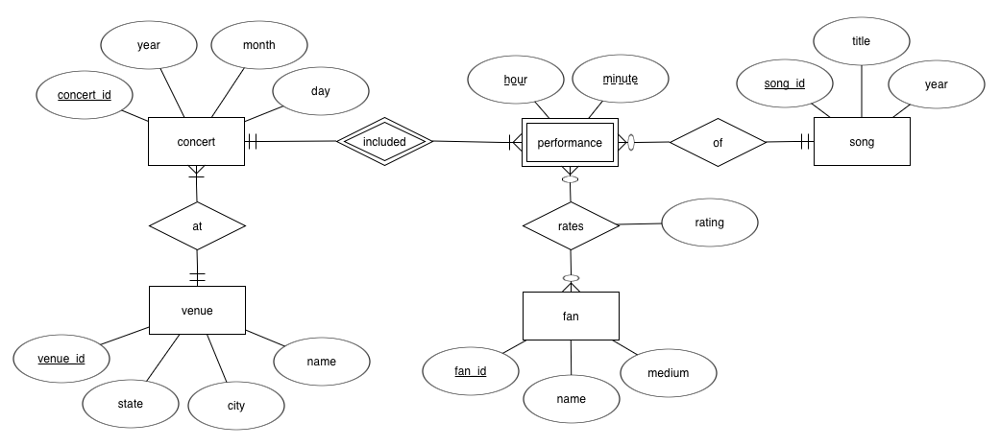 year
month
concert_id
day
concert
included
hour
minute
performance
of
title
song_id
year
song
at
rates
rating
venue
venue_id
state
city
name
fan
fan_id
name
medium